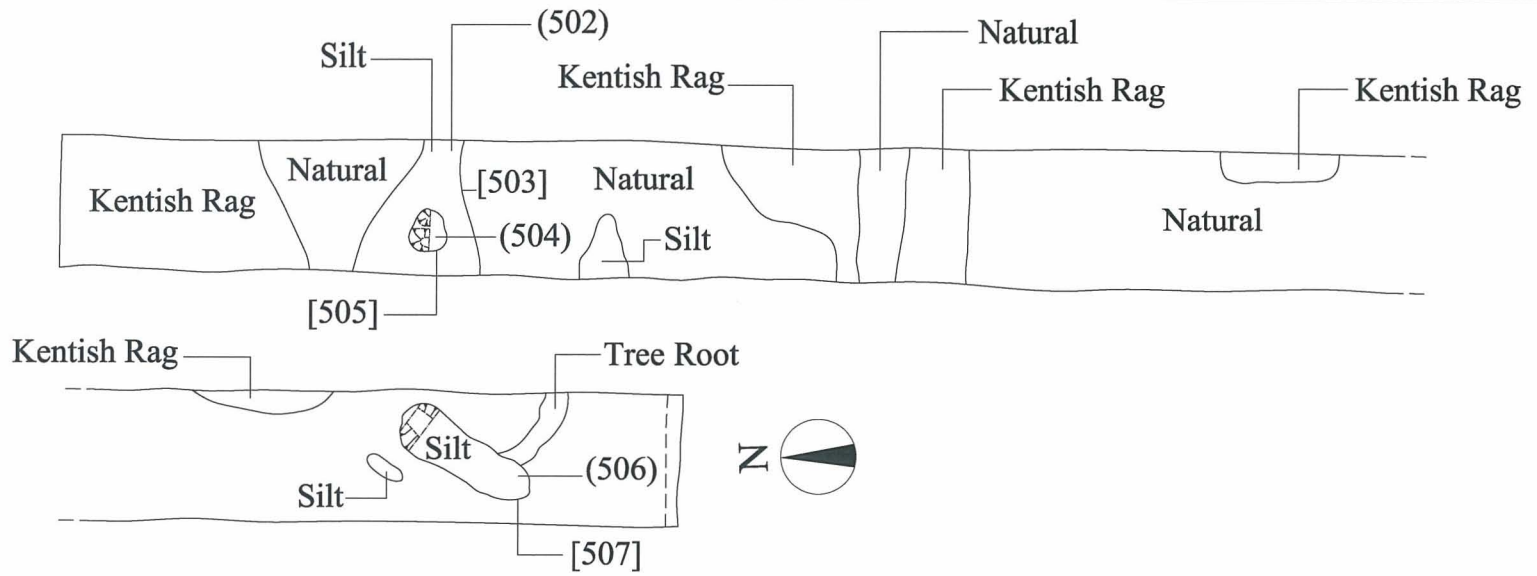 (502)
Natural
Silt
Kentish Rag
Kentish Rag
Kentish Rag
Natural
[503]
Natural
Kentish Rag
(504)
Silt
Natural
[505]
Kentish Rag
Tree Root
Silt
N
(506)
Silt
[507]